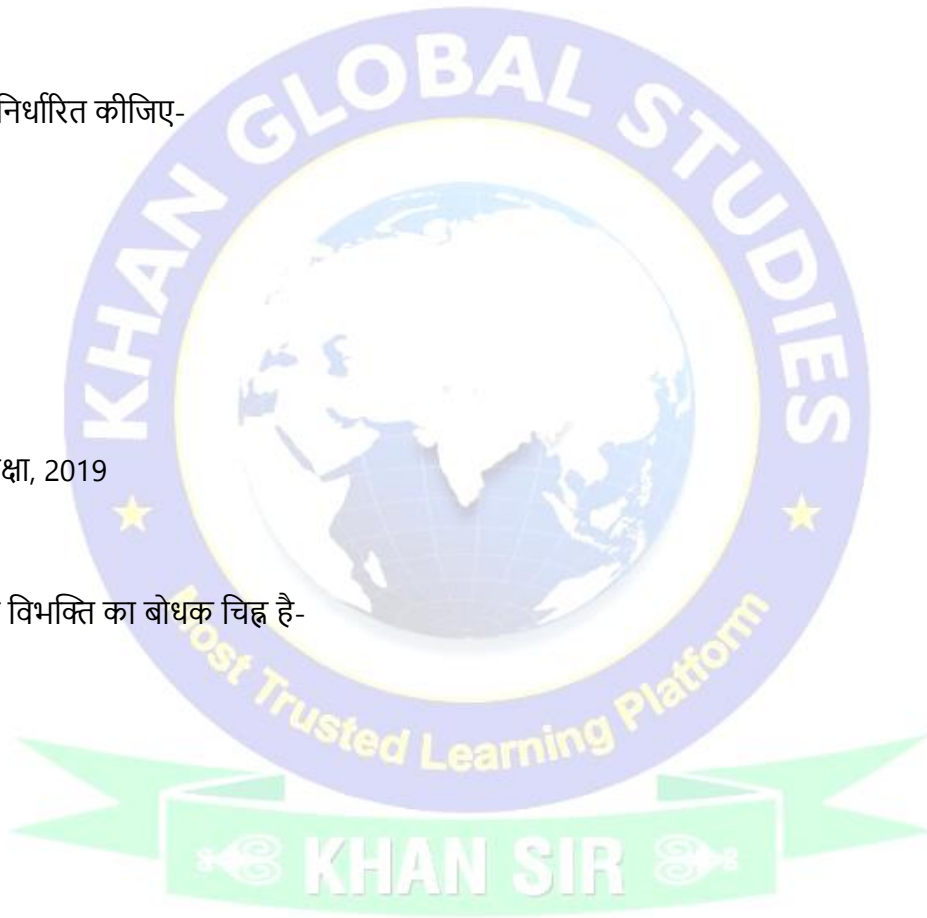 निर्धारित कीजिए-
KHAN GLOBAL STUDIES
2019
विभक्ति का बोधक चिह्न है-
Most Trusted Learning Platform
KHAN SIR